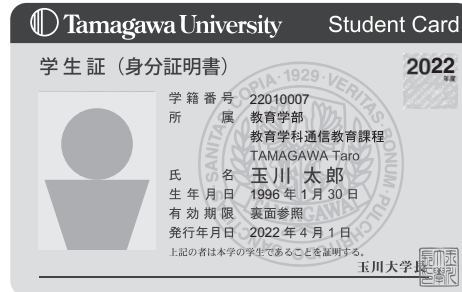 Tamagawa University Student Card
学生証（身分証明書）
2022
年度
学籍番号 22010007
所属 教育学部
教育学科通信教育課程
TAMAGAWA Taro
氏名 玉川 太郎
生年月日 1996年1月30日
有効期限 裏面参照
発行年月日 2022年4月1日
上記の者は本学の学生であることを証明する。
玉川大学長